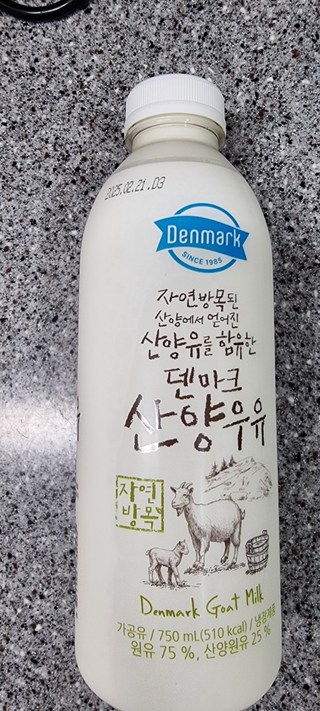 2025.02.21.D3
Denmark
SINCE 1985
자연방목된
산양에서 얻어진
산양유를 함유한
덴마크
산양우유
자연
방목
Denmark Goat Milk
가공유 / 750 mL(510 kcal) / 냉장제품
원유 75 %, 산양원유 25 %